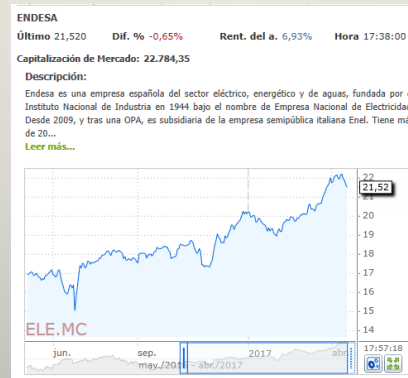 ENDESA
Último 21,520 Dif. % -0,65% Rent. del a. 6,93% Hora 17:38:00
Capitalización de Mercado: 22.784,35
Descripción:
Endesa es una empresa española del sector eléctrico, energético y de aguas, fundada por
Instituto Nacional de Industria en 1944 bajo el nombre de Empresa Nacional de Electricidad
Desde 2009, y tras una OPA, es subsidiaria de la empresa semipública italiana Enel. Tiene má
de 20...
Leer más...
22
21,52
20
19
18
17
16
15
14
ELE.MC
jun. sep. 2017 abr.
may./2016 - abr./2017
17:57:18